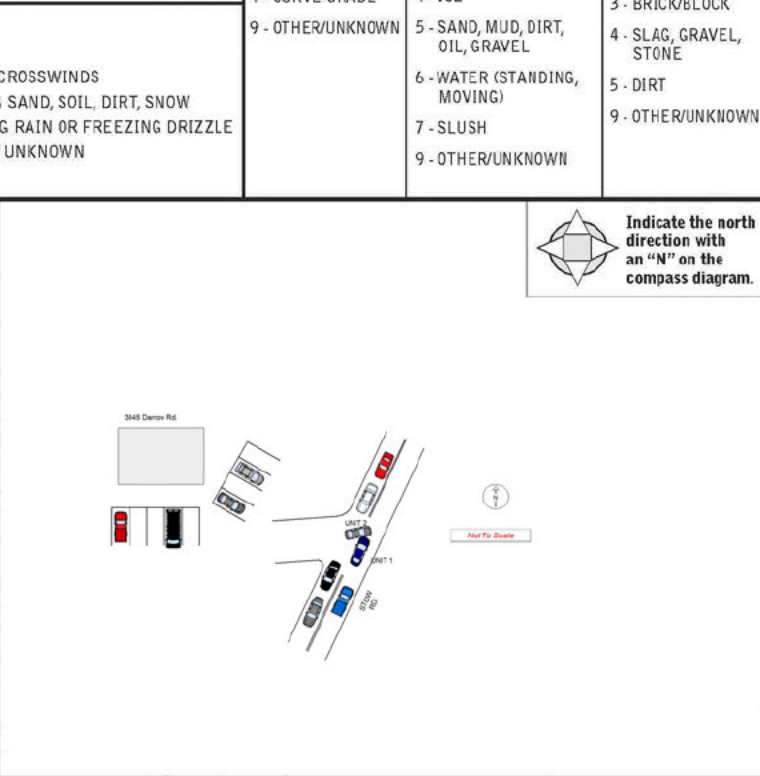 9 - OTHER/UNKNOWN
5 - SAND, MUD, DIRT,
OIL, GRAVEL
6 - WATER (STANDING,
MOVING)
7 - SLUSH
9 - OTHER/UNKNOWN
3 - BRICK/BLOCK
4 - SLAG, GRAVEL,
STONE
5 - DIRT
9 - OTHER/UNKNOWN
CROSSWINDS
SAND, SOIL, DIRT, SNOW
G RAIN OR FREEZING DRIZZLE
UNKNOWN
Indicate the north
direction with
an “N” on the
compass diagram.
3145 Darrow Rd.
UNIT 2
UNIT 1
STOW
RD.
N
Not To Scale